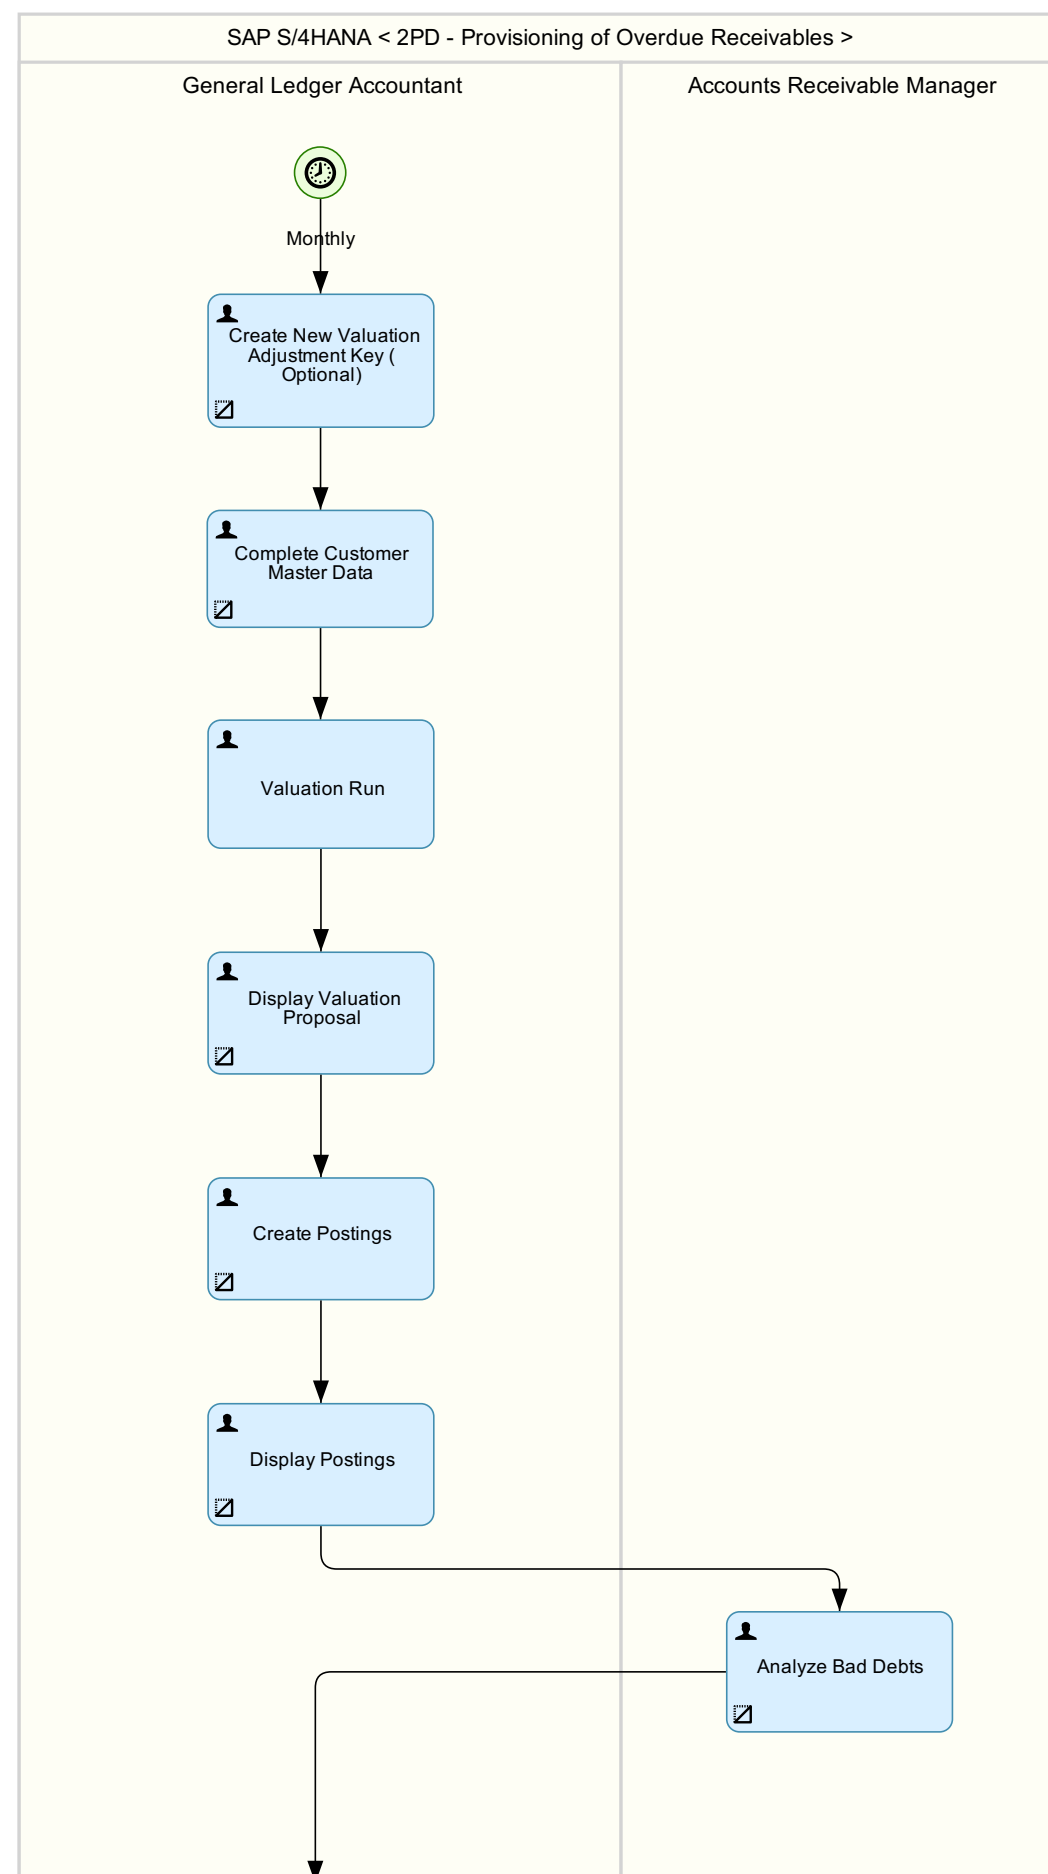 SAP S/4HANA < 2PD - Provisioning of Overdue Receivables >
General Ledger Accountant
Accounts Receivable Manager
Monthly
Create New Valuation
Adjustment Key (
Optional)
Complete Customer
Master Data
Valuation Run
Display Valuation
Proposal
Create Postings
Display Postings
Analyze Bad Debts